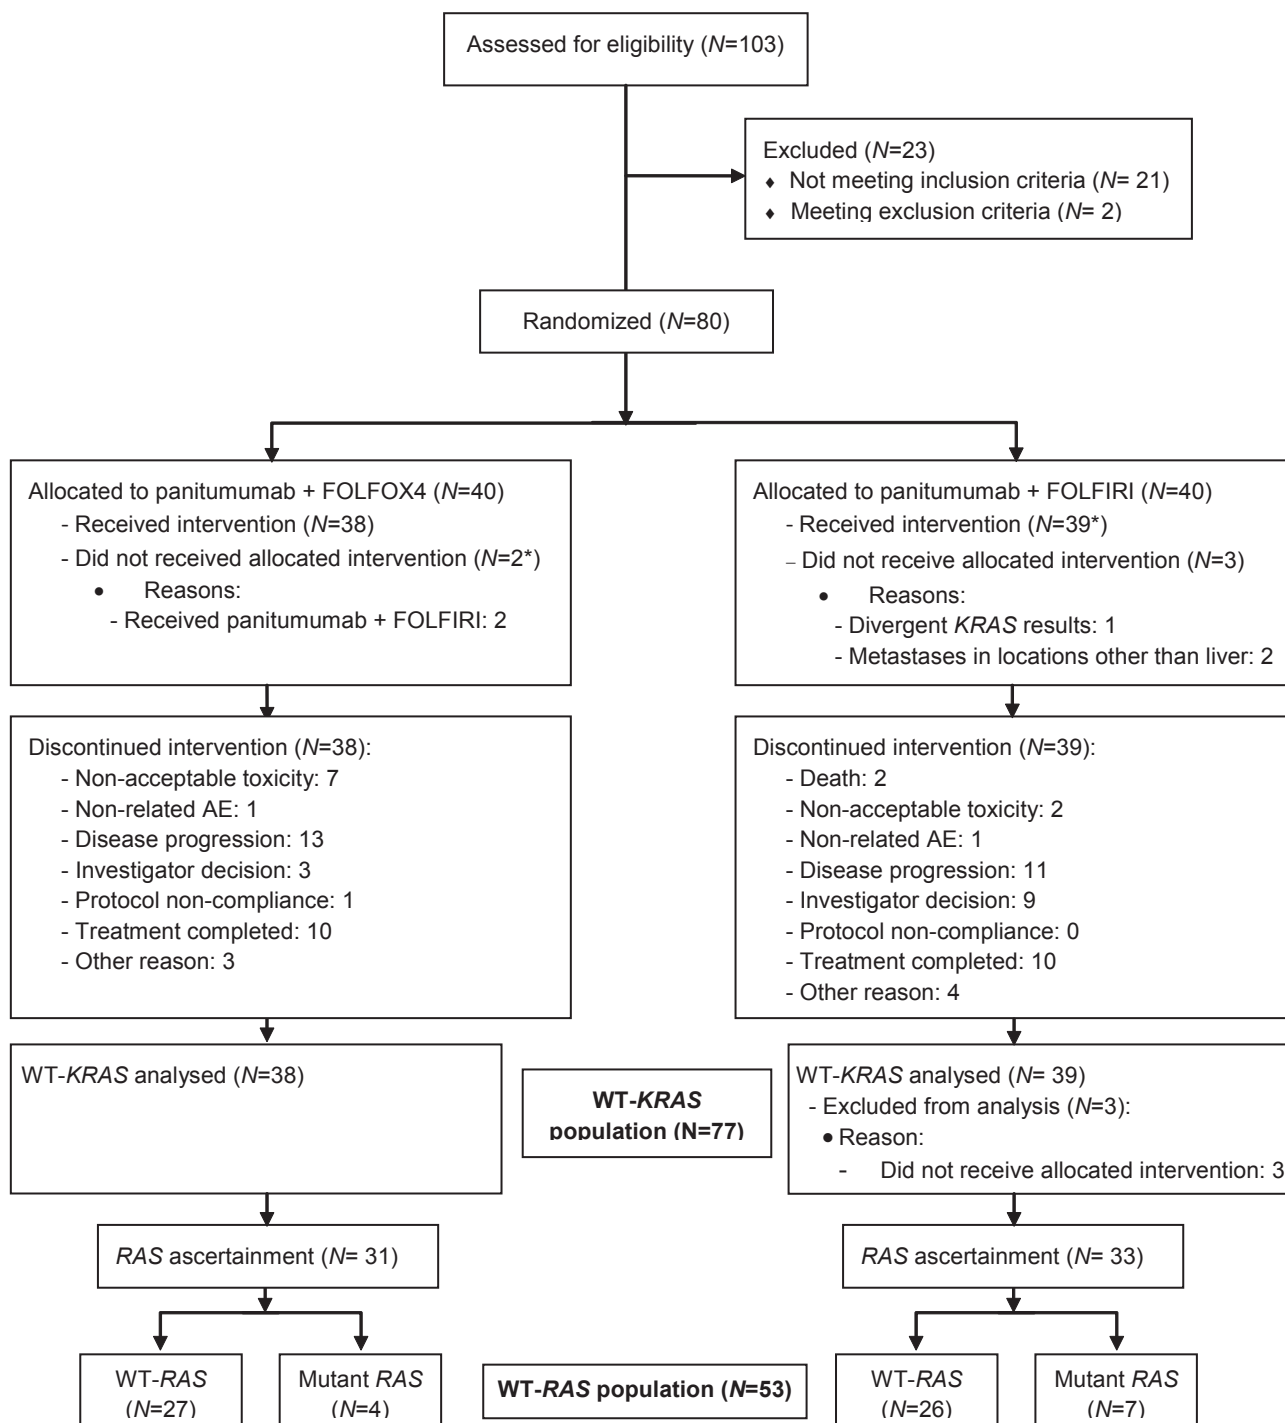 Assessed for eligibility (N=103)
Excluded (N=23)
♦ Not meeting inclusion criteria (N= 21)
♦ Meeting exclusion criteria (N= 2)
Randomized (N=80)
Allocated to panitumumab + FOLFOX4 (N=40)
- Received intervention (N=38)
- Did not received allocated intervention (N=2*)
• Reasons:
- Received panitumumab + FOLFIRI: 2
Allocated to panitumumab + FOLFIRI (N=40)
- Received intervention (N=39*)
– Did not receive allocated intervention (N=3)
• Reasons:
- Divergent KRAS results: 1
- Metastases in locations other than liver: 2
Discontinued intervention (N=38):
- Non-acceptable toxicity: 7
- Non-related AE: 1
- Disease progression: 13
- Investigator decision: 3
- Protocol non-compliance: 1
- Treatment completed: 10
- Other reason: 3
Discontinued intervention (N=39):
- Death: 2
- Non-acceptable toxicity: 2
- Non-related AE: 1
- Disease progression: 11
- Investigator decision: 9
- Protocol non-compliance: 0
- Treatment completed: 10
- Other reason: 4
WT-KRAS analysed (N=38)
WT-KRAS
population (N=77)
WT-KRAS analysed (N= 39)
- Excluded from analysis (N=3):
• Reason:
- Did not receive allocated intervention: 3
RAS ascertainment (N= 31)
RAS ascertainment (N= 33)
WT-RAS
(N=27)
Mutant RAS
(N=4)
WT-RAS population (N=53)
WT-RAS
(N=26)
Mutant RAS
(N=7)